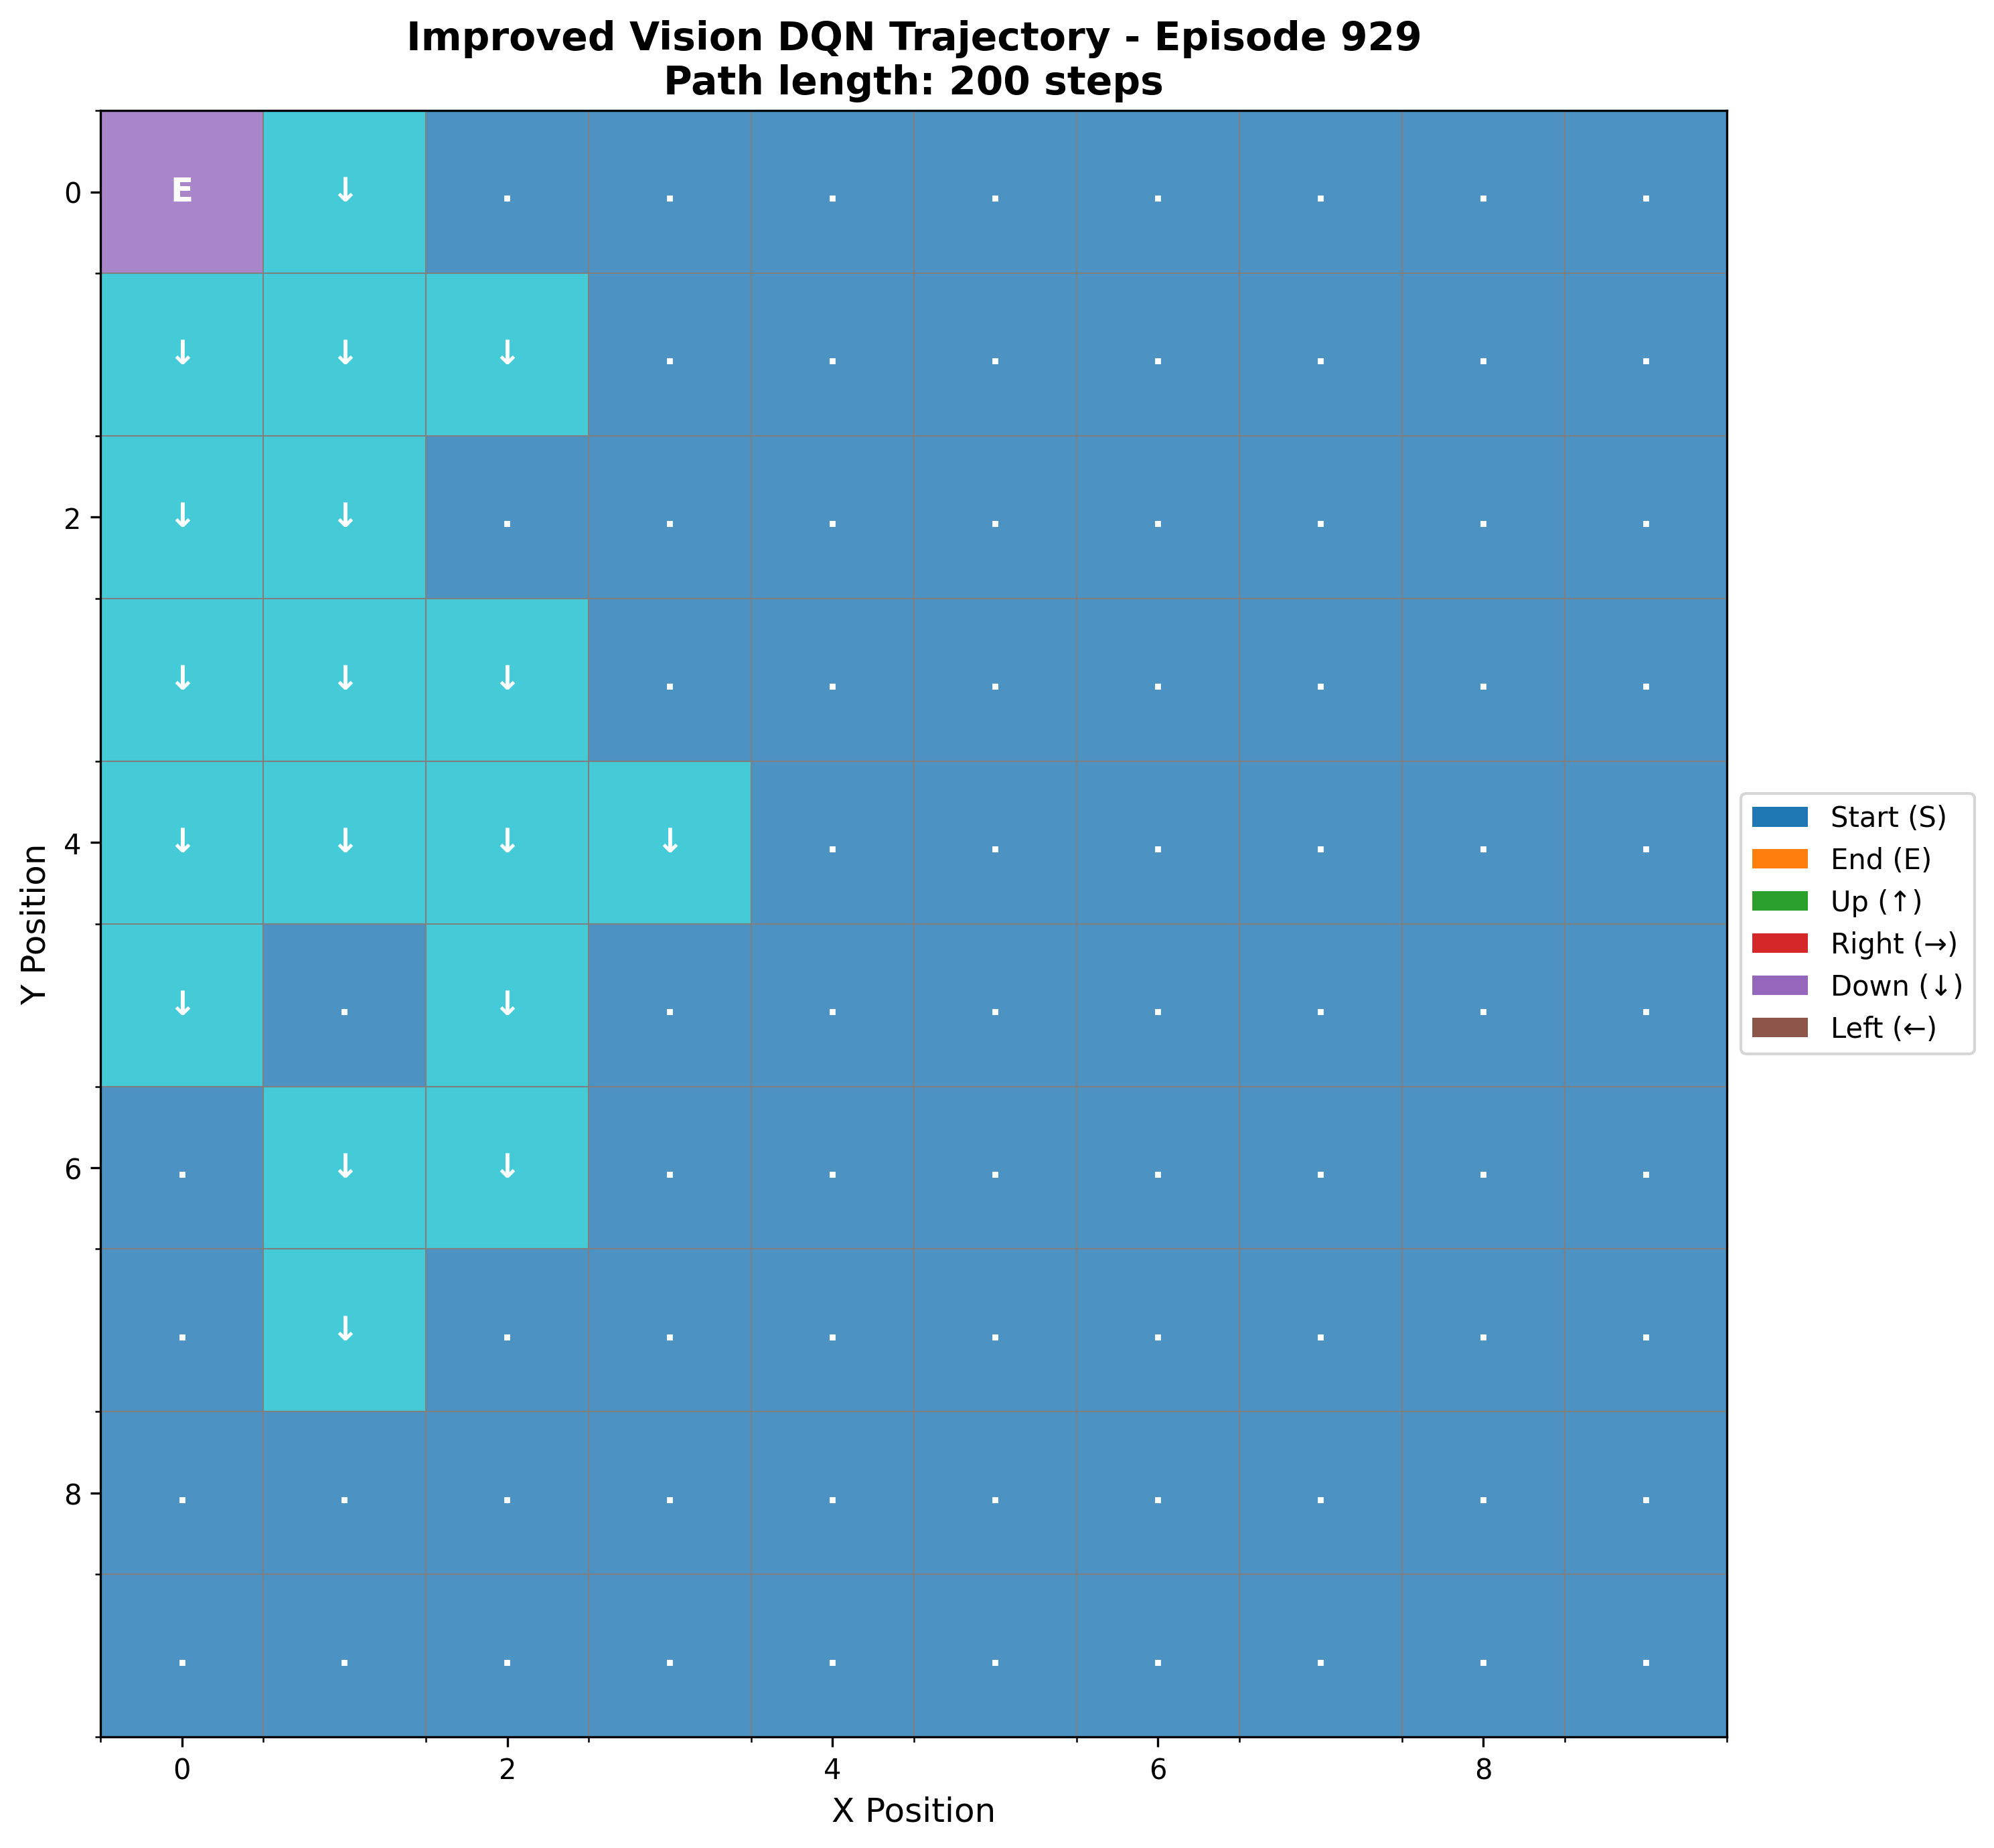 Improved Vision DQN Trajectory - Episode 929
Path length: 200 steps
E ↓ . . . . . . . .
↓ ↓ ↓ . . . . . . .
↓ ↓ . . . . . . . .
↓ ↓ ↓ . . . . . . .
↓ ↓ ↓ ↓ . . . . . .
↓ . ↓ . . . . . . .
. ↓ ↓ . . . . . . .
. ↓ . . . . . . . .
. . . . . . . . . .
. . . . . . . . . .
0
2
4
6
8
Y Position
0 2 4 6 8
X Position
Start (S)
End (E)
Up (↑)
Right (→)
Down (↓)
Left (←)